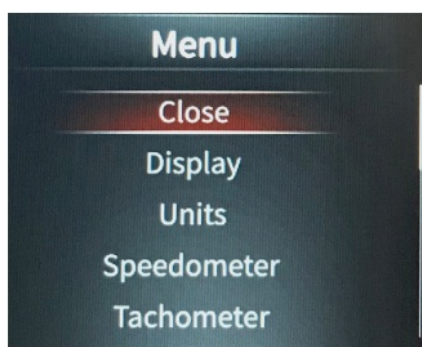 Menu
Close
Display
Units
Speedometer
Tachometer